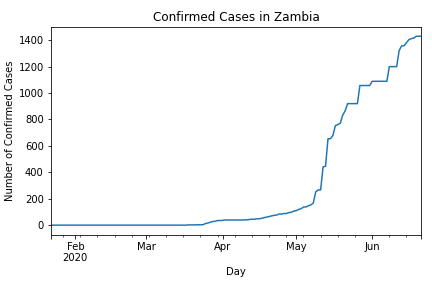 Confirmed Cases in Zambia
Number of Confirmed Cases
1400
1200
1000
800
600
400
200
0
Feb Mar Apr May Jun
2020
Day